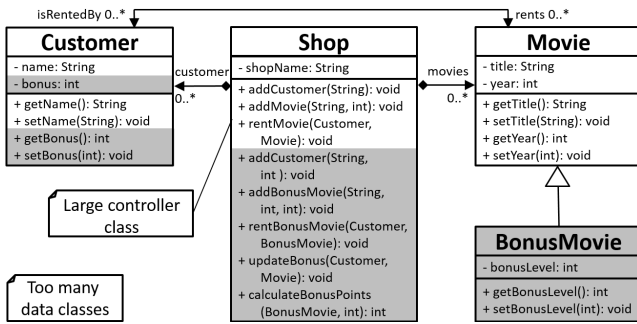 isRentedBy 0..*
rents 0..*
Customer
- name: String
- bonus: int
+ getName(): String
+ setName(String): void
+ getBonus(): int
+ setBonus(int): void
customer
0..*
Shop
- shopName: String
+ addCustomer(String): void
+ addMovie(String, int): void
+ rentMovie(Customer,
Movie): void
+ addCustomer(String,
int ): void
+ addBonusMovie(String,
int, int): void
+ rentBonusMovie(Customer,
BonusMovie): void
+ updateBonus(Customer,
Movie): void
+ calculateBonusPoints
(BonusMovie, int): int
movies
0..*
Movie
- title: String
- year: int
+ getTitle(): String
+ setTitle(String): void
+ getYear(): int
+ setYear(int): void
Large controller
class
Too many
data classes
BonusMovie
- bonusLevel: int
+ getBonusLevel(): int
+ setBonusLevel(int): void